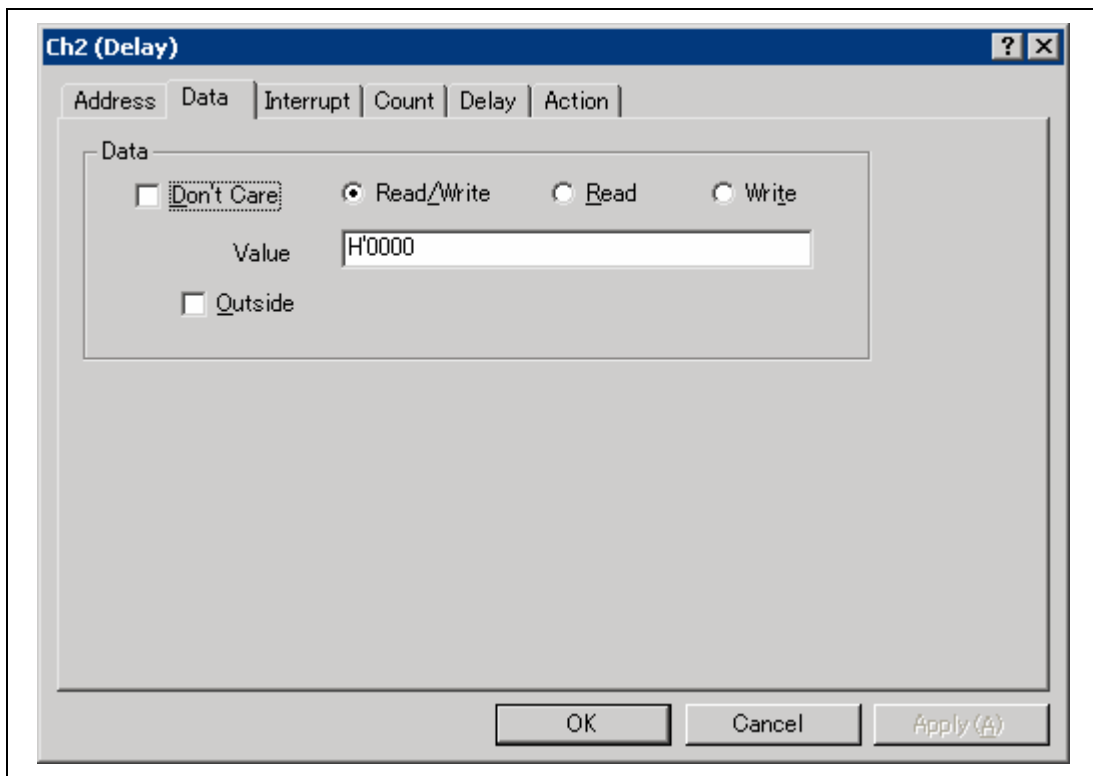 Ch2 (Delay)
Address Data Interrupt Count Delay Action
Data
Don't Care Read/Write Read Write
Value H'0000
Outside
OK Cancel Apply (A)